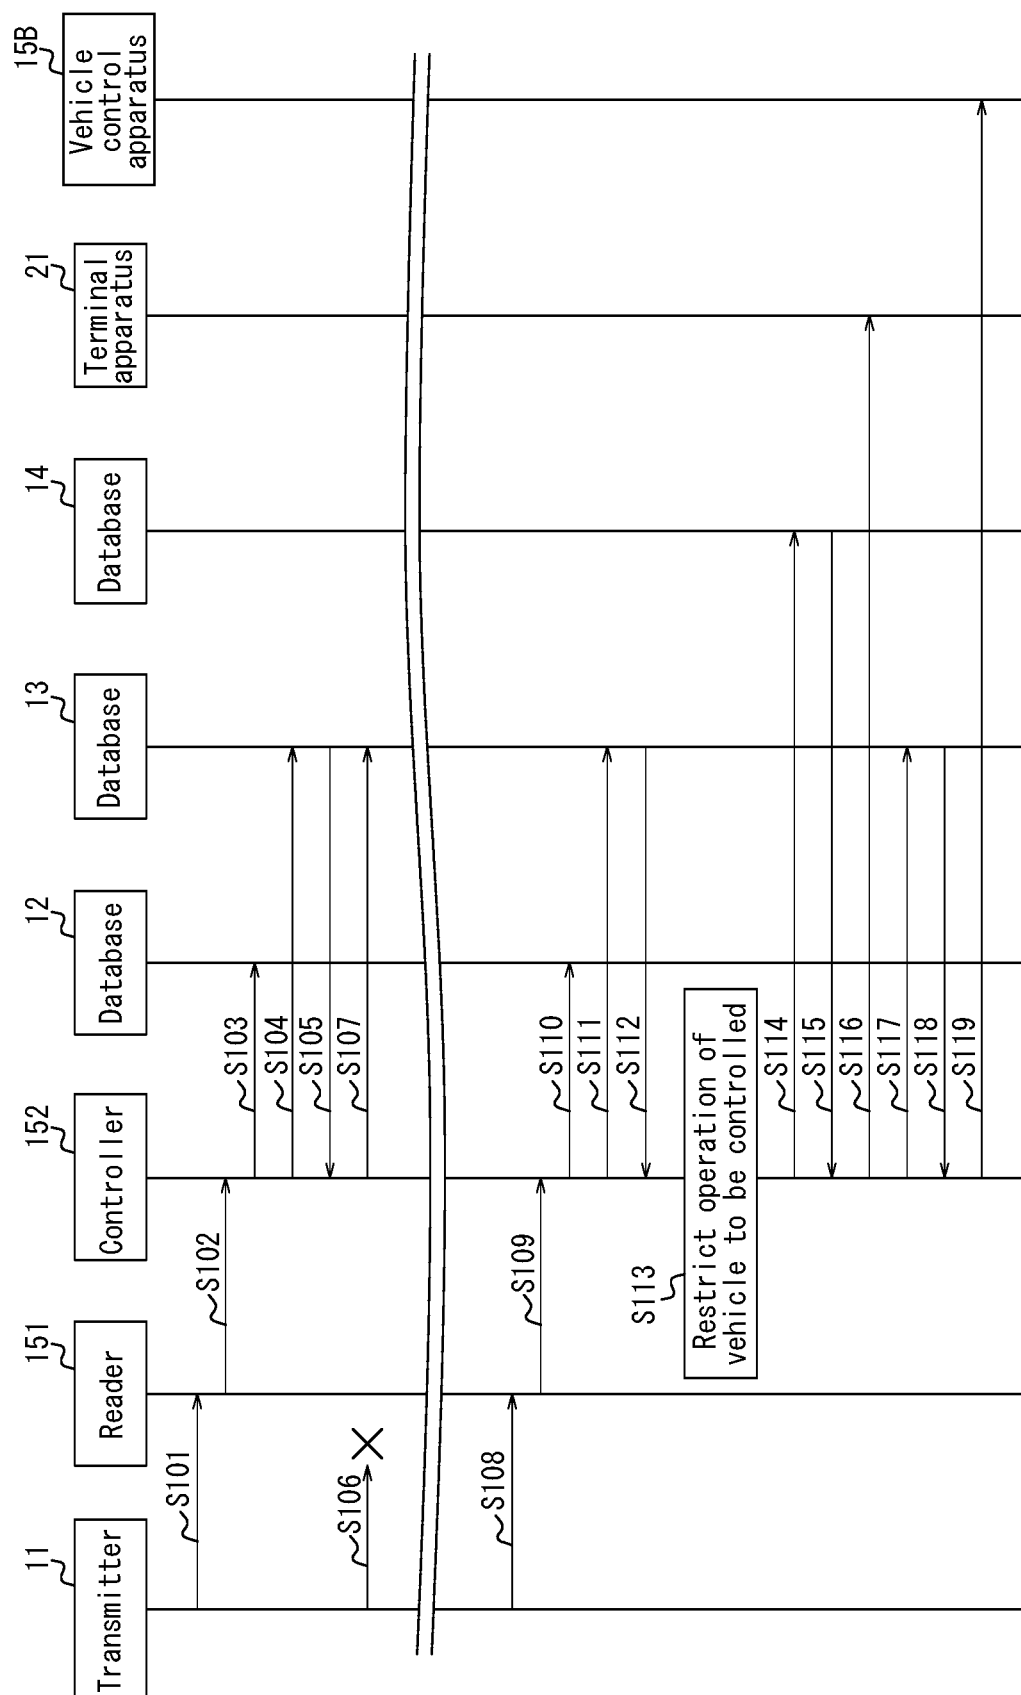 11
Transmitter
151
Reader
152
Controller
12
Database
13
Database
14
Database
21
Terminal
apparatus
15B
Vehicle
control
apparatus
S101
S102
S103
S104
S105
S106
S107
S108
S109
S110
S111
S112
S113
Restrict operation of
vehicle to be controlled
S114
S115
S116
S117
S118
S119